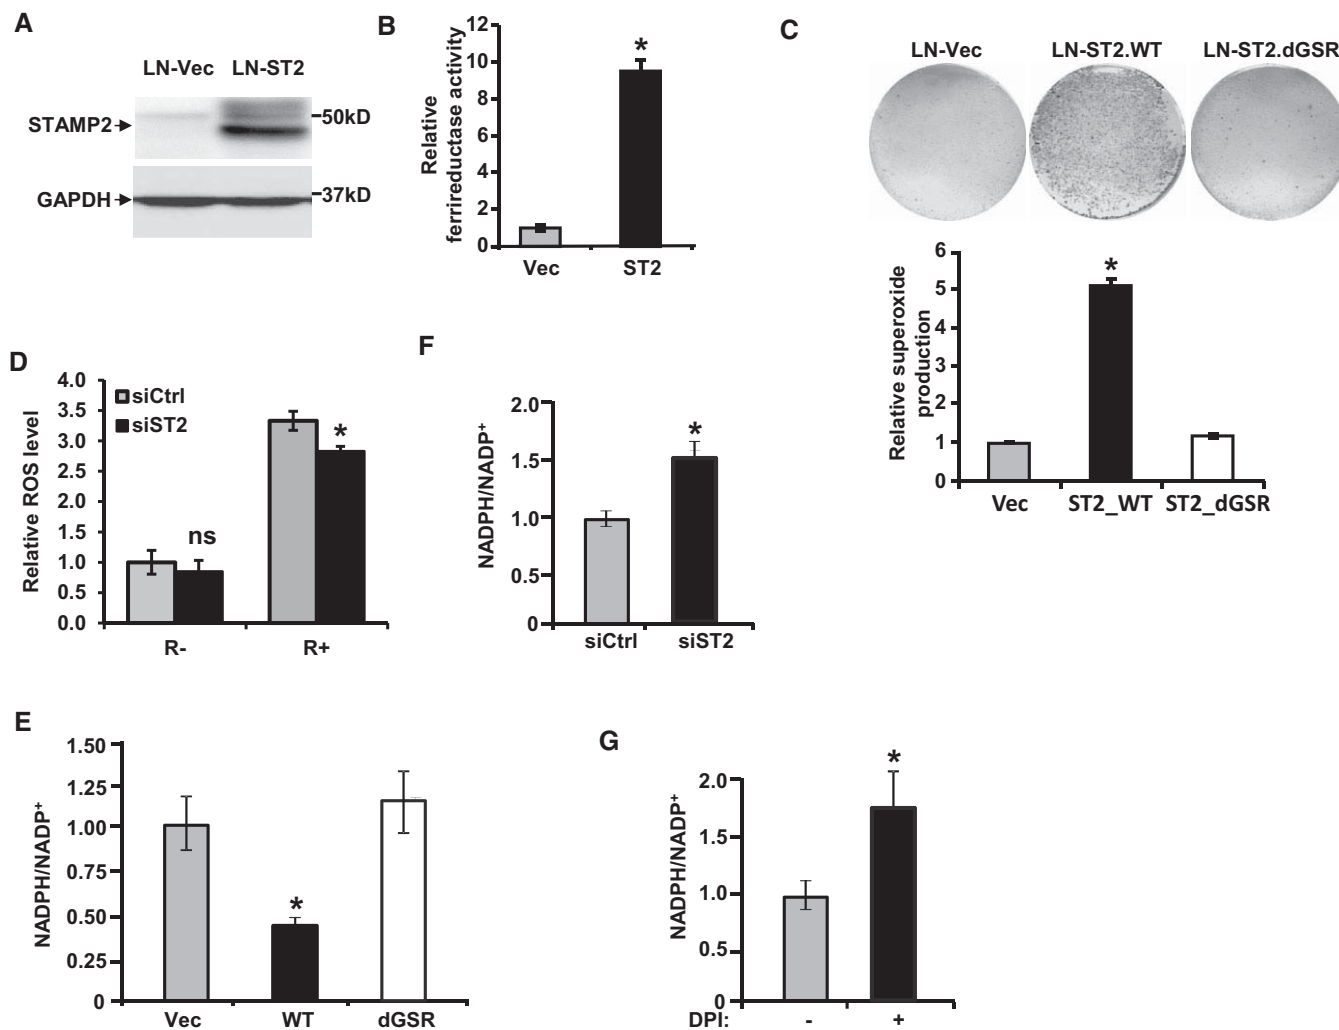 A
LN-Vec LN-ST2
STAMP2
50kD
GAPDH
37kD
B
Relative
ferrireductase activity
12
10
8
6
4
2
0
*
Vec ST2
C
LN-Vec LN-ST2.WT LN-ST2.dGSR
Relative superoxide
production
6
5
4
3
2
1
0
*
Vec ST2_WT ST2_dGSR
D
Relative ROS level
4.0
3.5
3.0
2.5
2.0
1.5
1.0
0.5
0.0
siCtrl
siST2
ns
*
R- R+
F
NADPH/NADP+
2.0
1.5
1.0
0.5
0
*
siCtrl siST2
E
NADPH/NADP+
1.50
1.25
1.00
0.75
0.50
0.25
0
*
Vec WT dGSR
G
NADPH/NADP+
2.0
1.5
1.0
0.5
0
*
DPI: - +